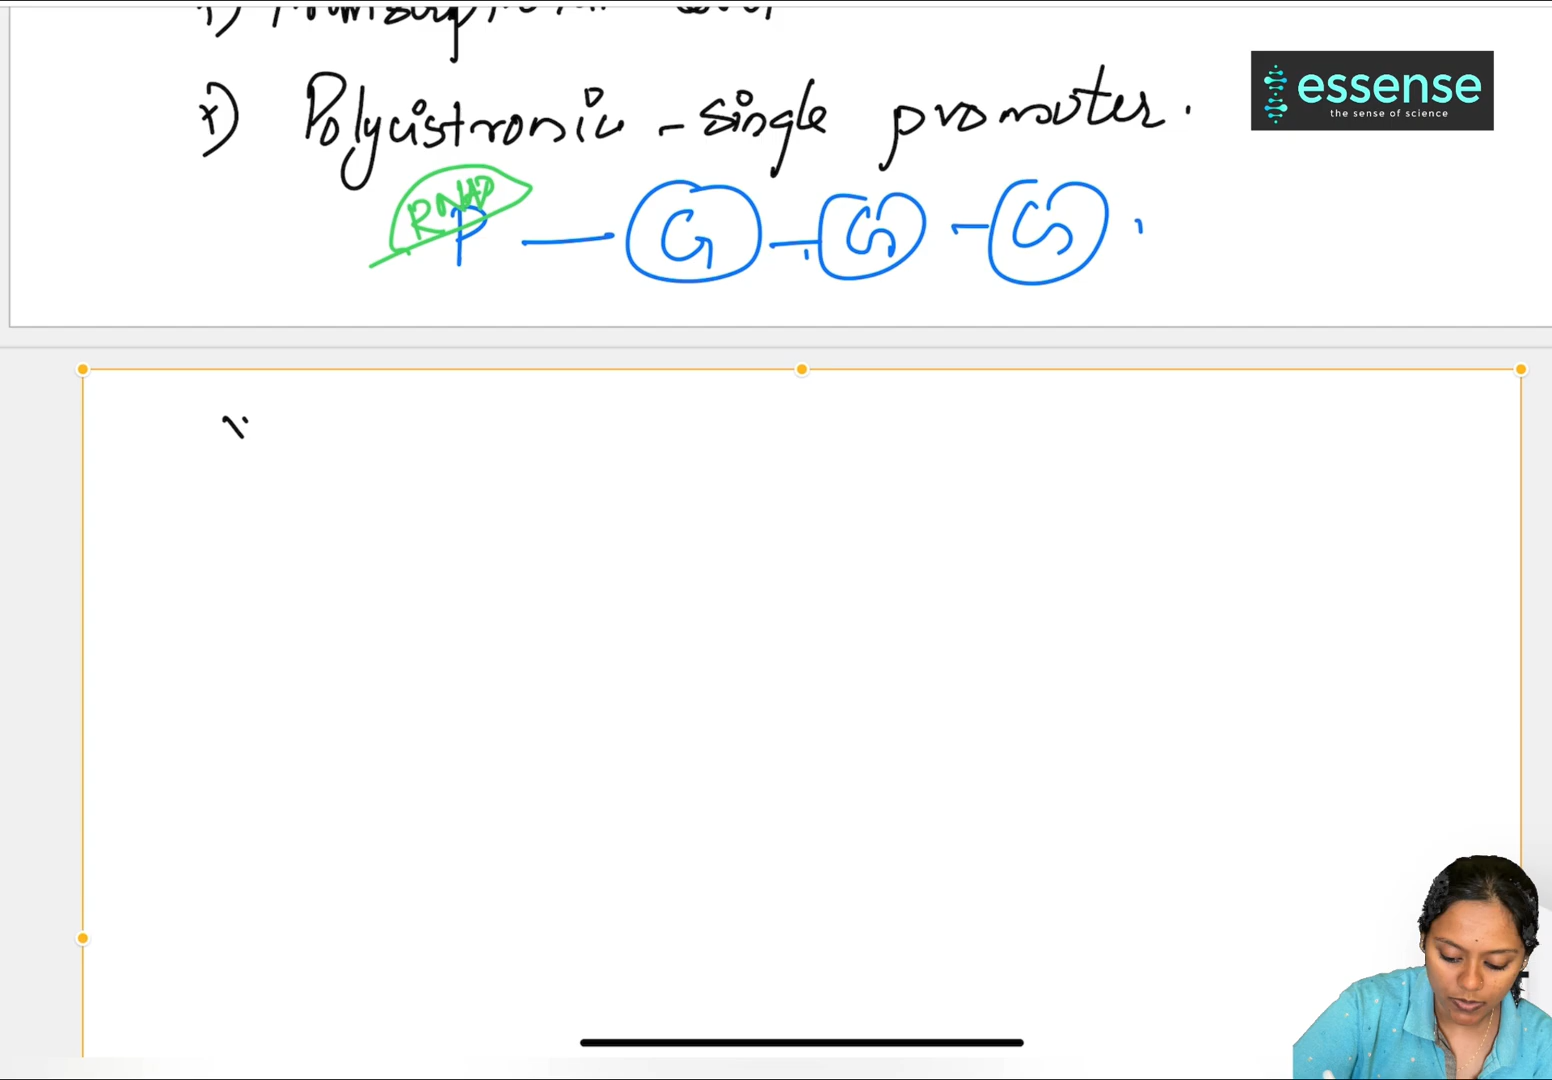 *) Polycistronic - single promoter.
essense
the sense of science
RNAP
P — G — G — G